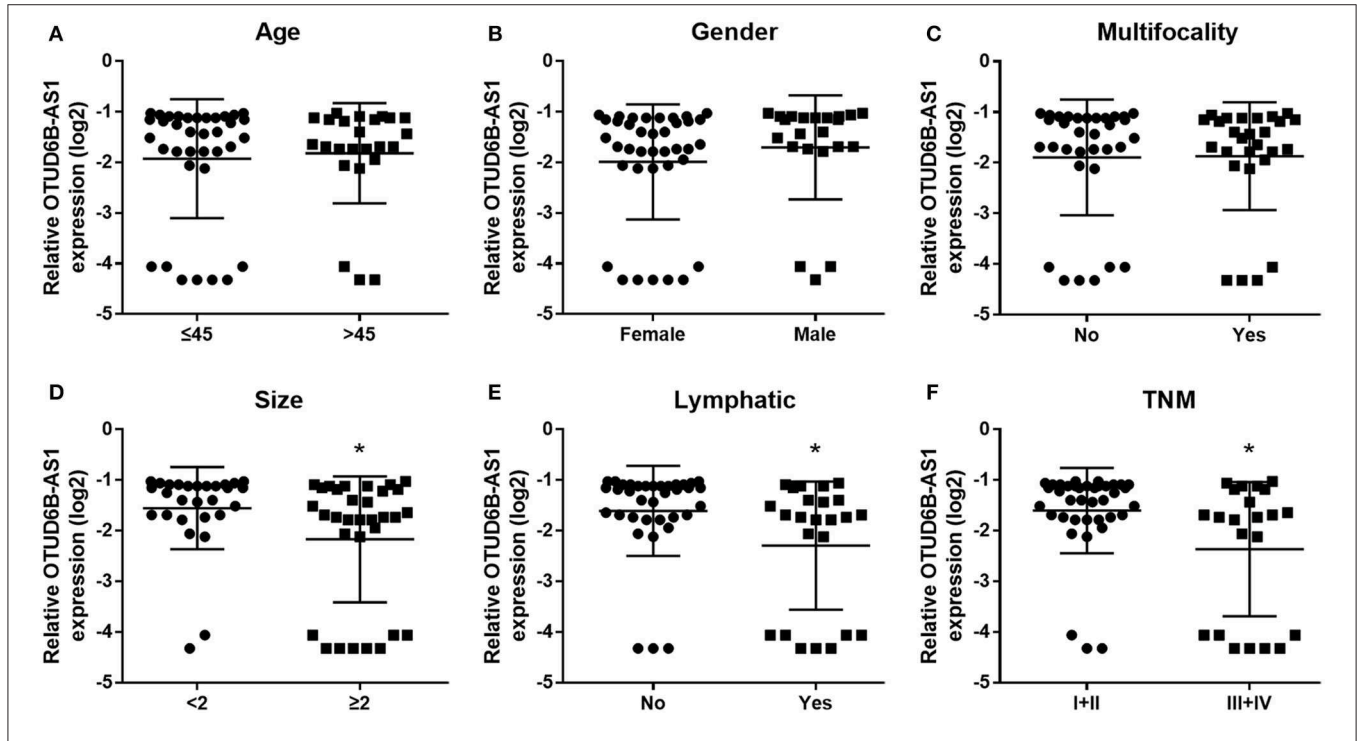 A
Age
Relative OTUD6B-AS1
expression (log2)
0
-1
-2
-3
-4
-5
≤45
>45
B
Gender
Relative OTUD6B-AS1
expression (log2)
0
-1
-2
-3
-4
-5
Female
Male
C
Multifocality
Relative OTUD6B-AS1
expression (log2)
0
-1
-2
-3
-4
-5
No
Yes
D
Size
Relative OTUD6B-AS1
expression (log2)
0
-1
-2
-3
-4
-5
*
<2
≥2
E
Lymphatic
Relative OTUD6B-AS1
expression (log2)
0
-1
-2
-3
-4
-5
*
No
Yes
F
TNM
Relative OTUD6B-AS1
expression (log2)
0
-1
-2
-3
-4
-5
*
I+II
III+IV